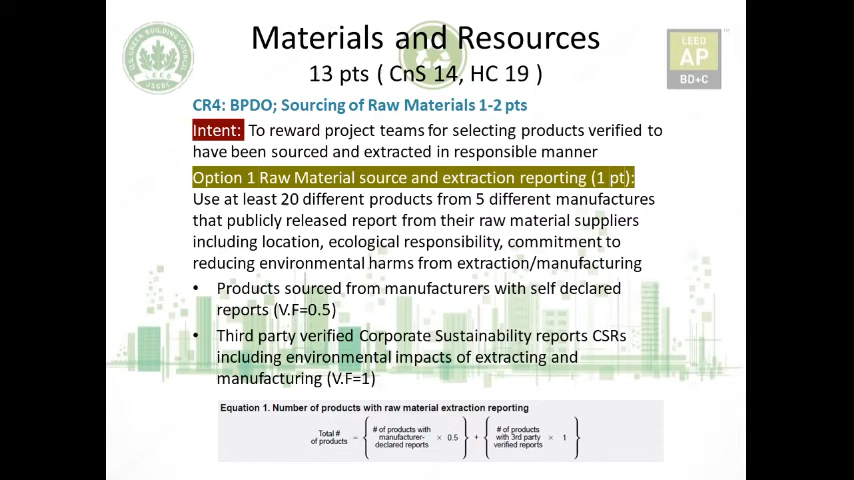 Materials and Resources
13 pts ( CnS 14, HC 19 )
U.S. GREEN BUILDING COUNCIL
LEED
USGBC
LEED
AP
BD+C
CR4: BPDO; Sourcing of Raw Materials 1-2 pts
Intent: To reward project teams for selecting products verified to
have been sourced and extracted in responsible manner
Option 1 Raw Material source and extraction reporting (1 pt):
Use at least 20 different products from 5 different manufactures
that publicly released report from their raw material suppliers
including location, ecological responsibility, commitment to
reducing environmental harms from extraction/manufacturing
• Products sourced from manufacturers with self declared
reports (V.F=0.5)
• Third party verified Corporate Sustainability reports CSRs
including environmental impacts of extracting and
manufacturing (V.F=1)
Equation 1. Number of products with raw material extraction reporting
Total #
of products = { # of products with
manufacturer-
declared reports × 0.5 } + { # of products
with 3rd party
verified reports × 1 }